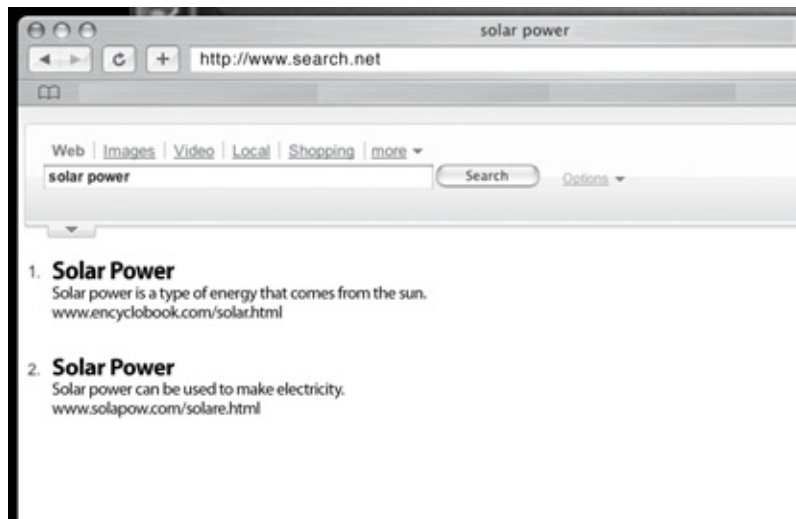 solar power
http://www.search.net
Web | Images | Video | Local | Shopping | more
solar power Search Options
1. Solar Power
Solar power is a type of energy that comes from the sun.
www.encyclobook.com/solar.html
2. Solar Power
Solar power can be used to make electricity.
www.solapow.com/solare.html